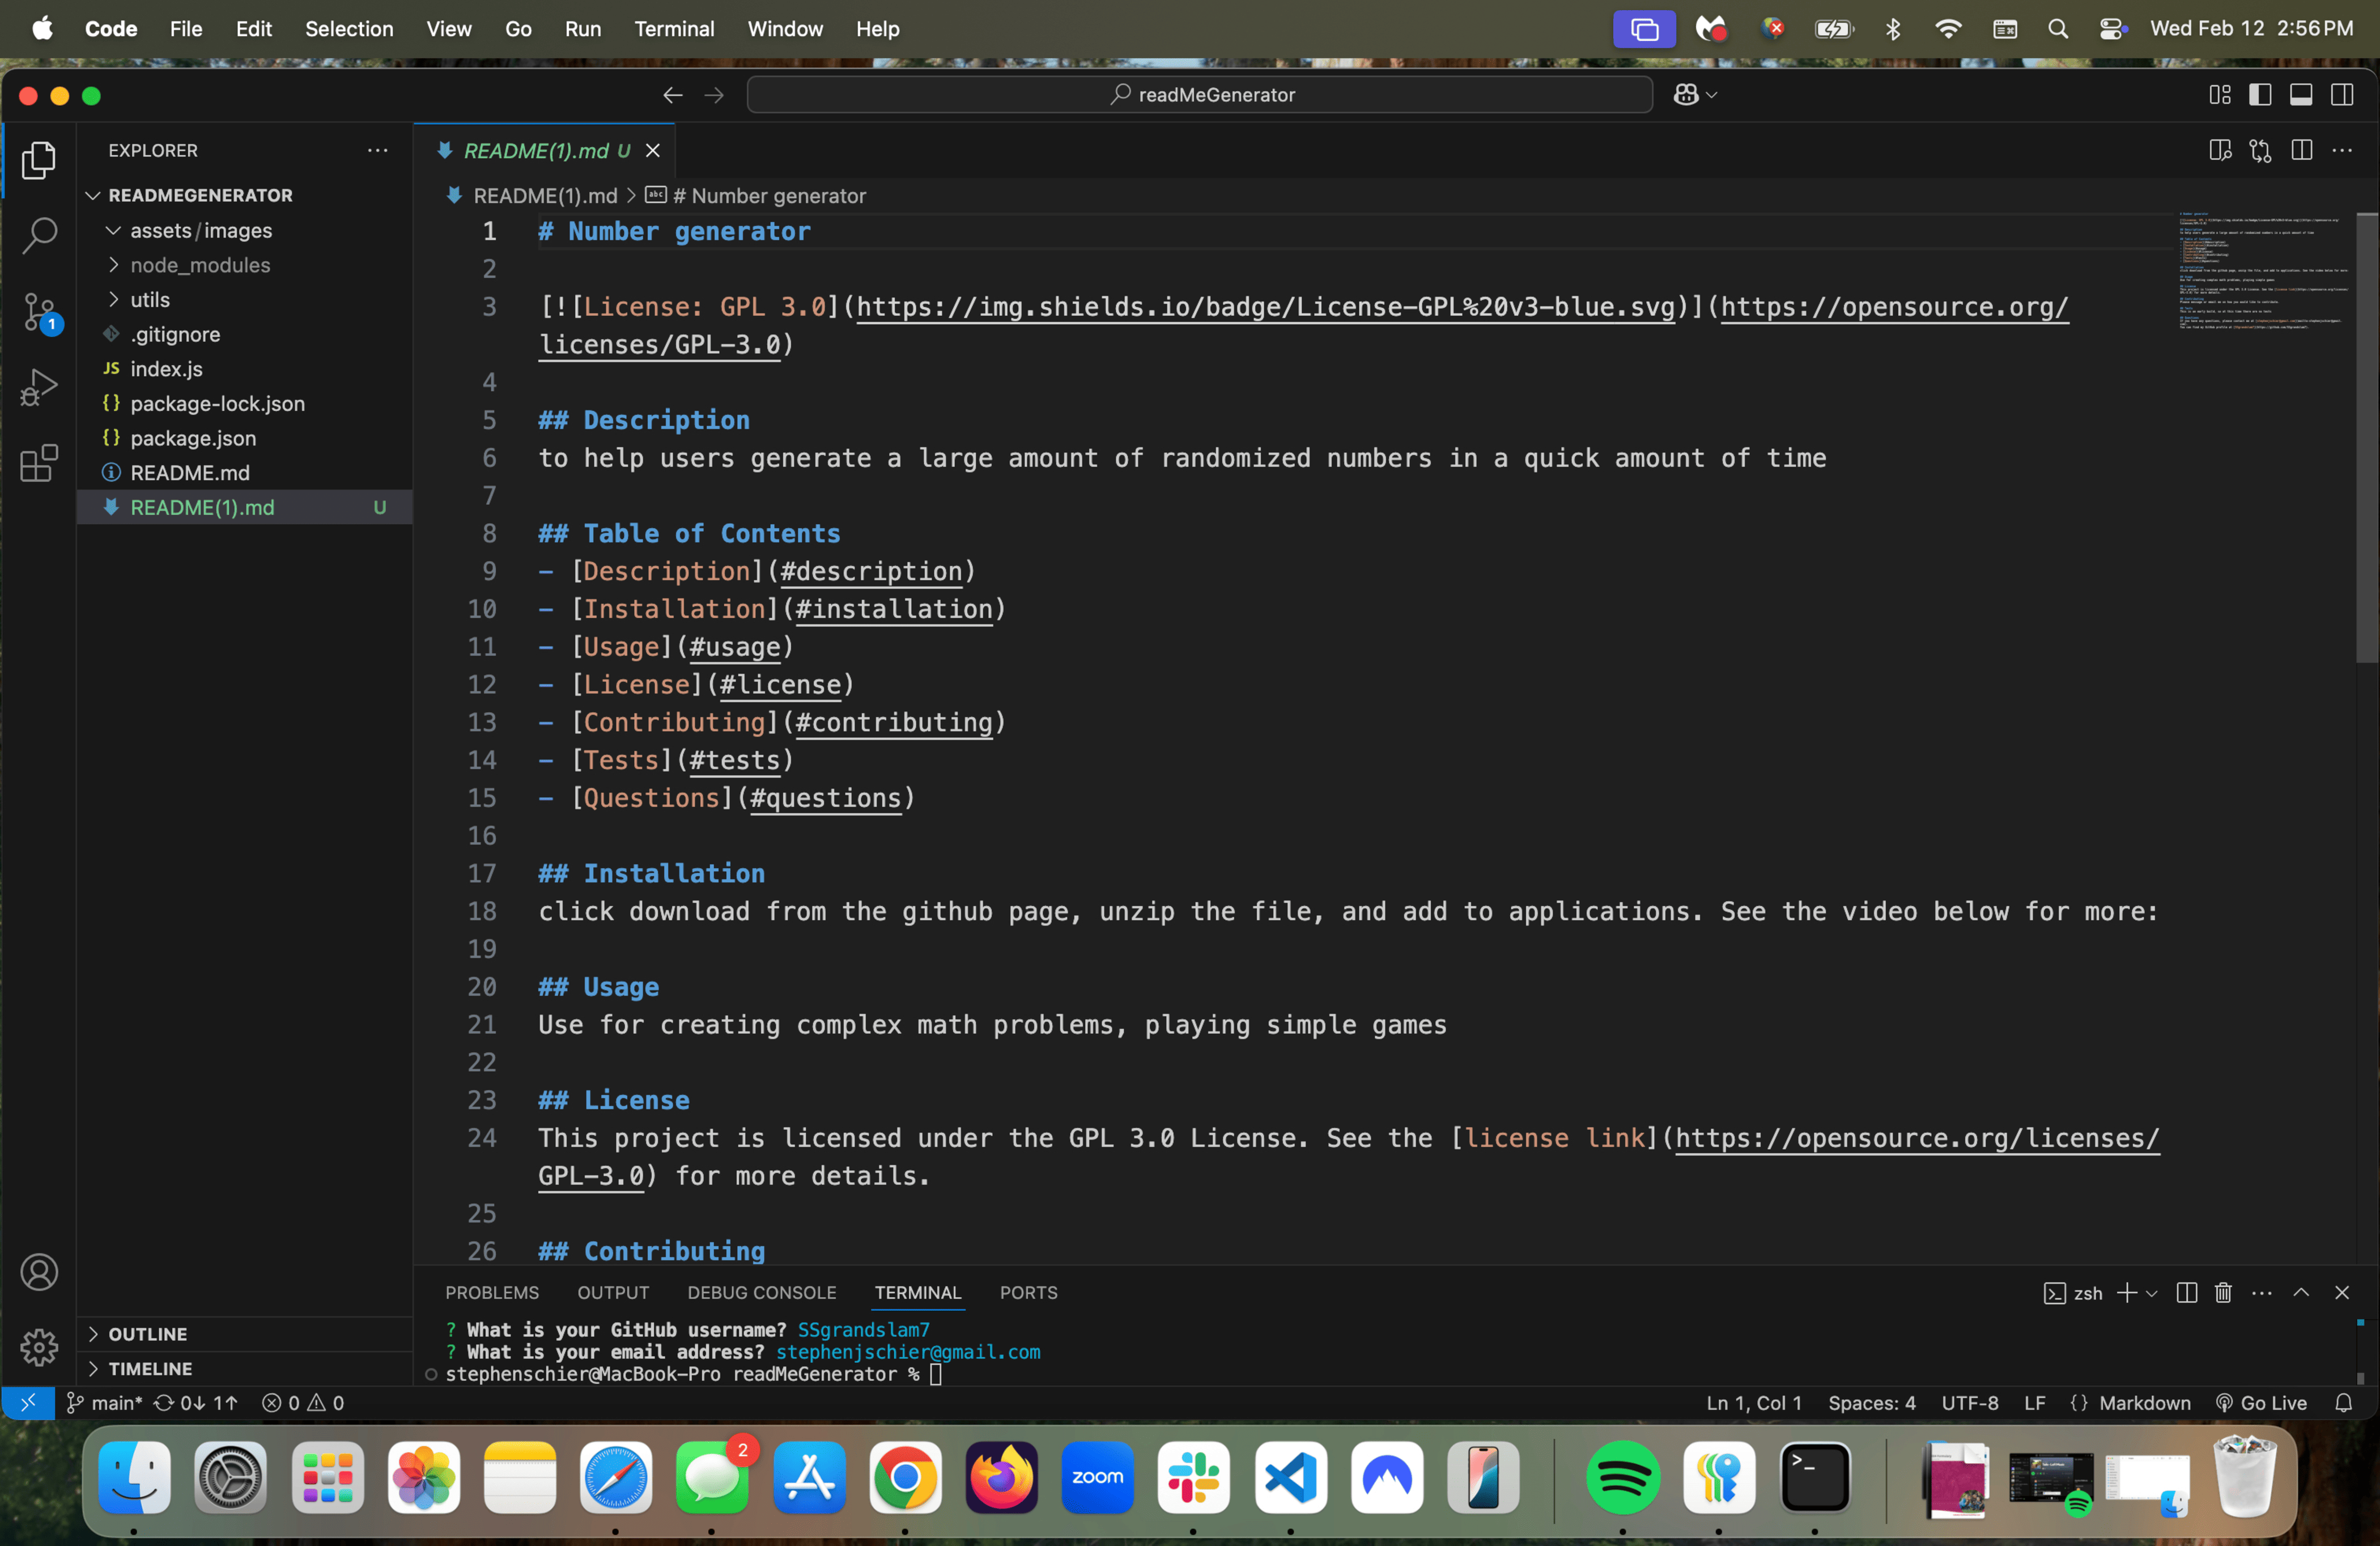 Code File Edit Selection View Go Run Terminal Window Help Wed Feb 12 2:56 PM
readMeGenerator
EXPLORER
READMEGENERATOR
assets/images
node_modules
utils
.gitignore
JS index.js
{} package-lock.json
{} package.json
README.md
README(1).md U
OUTLINE
TIMELINE
1
README(1).md U
README(1).md > # Number generator
1 # Number generator
2
3 [![License: GPL 3.0](https://img.shields.io/badge/License-GPL%20v3-blue.svg)](https://opensource.org/
licenses/GPL-3.0)
4
5 ## Description
6 to help users generate a large amount of randomized numbers in a quick amount of time
7
8 ## Table of Contents
9 - [Description](#description)
10 - [Installation](#installation)
11 - [Usage](#usage)
12 - [License](#license)
13 - [Contributing](#contributing)
14 - [Tests](#tests)
15 - [Questions](#questions)
16
17 ## Installation
18 click download from the github page, unzip the file, and add to applications. See the video below for more:
19
20 ## Usage
21 Use for creating complex math problems, playing simple games
22
23 ## License
24 This project is licensed under the GPL 3.0 License. See the [license link](https://opensource.org/licenses/
GPL-3.0) for more details.
25
26 ## Contributing
PROBLEMS OUTPUT DEBUG CONSOLE TERMINAL PORTS zsh
? What is your GitHub username? SSgrandslam7
? What is your email address? stephenjschier@gmail.com
stephenschier@MacBook-Pro readMeGenerator %
main* 0↓ 1↑ 0 0 Ln 1, Col 1 Spaces: 4 UTF-8 LF {} Markdown Go Live
2
zoom